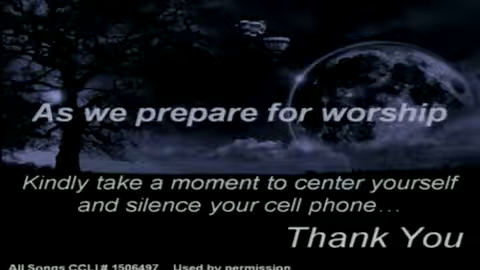 As we prepare for worship
Kindly take a moment to center yourself
and silence your cell phone...
Thank You
All Songs CCLI # 1506497 Used by permission